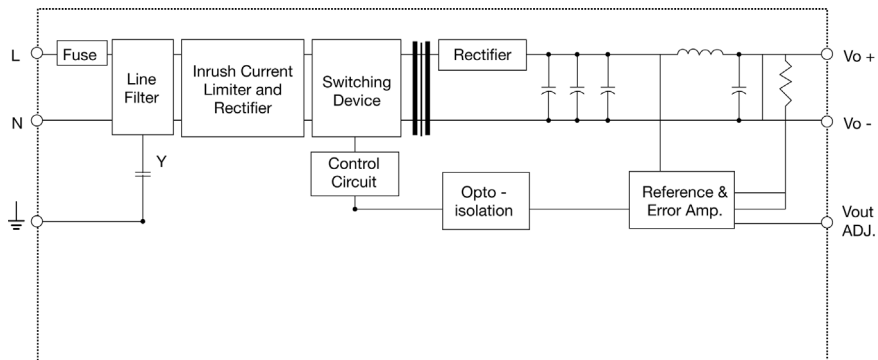 L
Fuse
Line
Filter
Inrush Current
Limiter and
Rectifier
Switching
Device
Rectifier
Vo +
N
Vo -
Y
Control
Circuit
Opto -
isolation
Reference &
Error Amp.
Vout
ADJ.